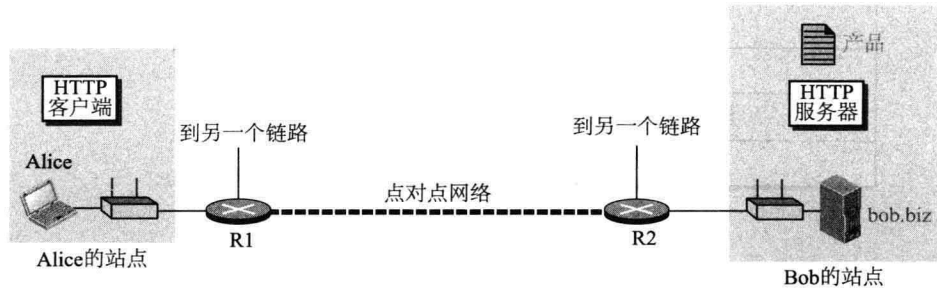 产品
HTTP
客户端
HTTP
服务器
到另一个链路
到另一个链路
Alice
点对点网络
bob.biz
R1
R2
Alice的站点
Bob的站点